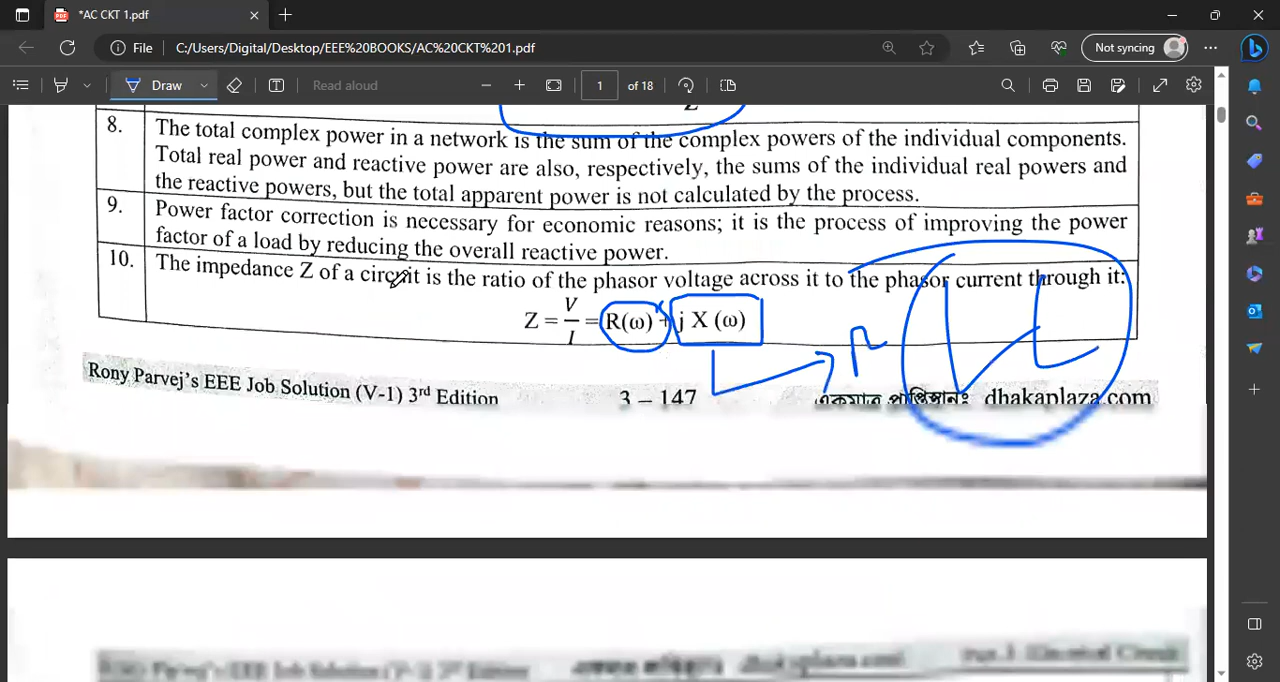 *AC CKT 1.pdf
File C:/Users/Digital/Desktop/EEE%20BOOKS/AC%20CKT%201.pdf
Not syncing
Draw
Read aloud
1 of 18
8. The total complex power in a network is the sum of the complex powers of the individual components.
Total real power and reactive power are also, respectively, the sums of the individual real powers and
the reactive powers, but the total apparent power is not calculated by the process.
9. Power factor correction is necessary for economic reasons; it is the process of improving the power
factor of a load by reducing the overall reactive power.
10. The impedance Z of a circuit is the ratio of the phasor voltage across it to the phasor current through it:
Z = V/I = R(ω) + j X (ω)
Rony Parvej's EEE Job Solution (V-1) 3rd Edition 3 – 147 একমাত্র প্রাপ্তিস্থানঃ dhakaplaza.com